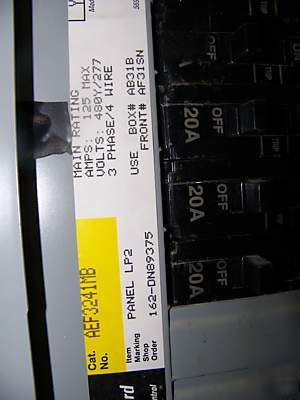 MAIN RATING
AMPS: 125 MAX
VOLTS: 480Y/277
3 PHASE/4 WIRE
USE BOX# AB31B
FRONT# AF31SN
Cat. No. AEF3241MB
Item
Marking PANEL LP2
Shop
Order 162-DN89375
OFF
20A
OFF
20A
OFF
20A
OFF